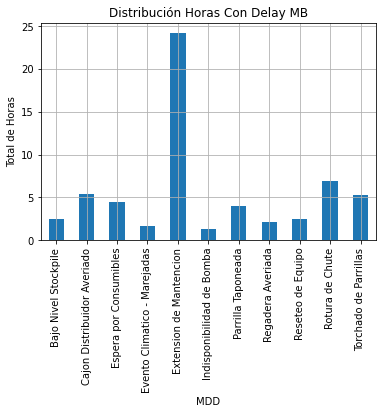 Distribución Horas Con Delay MB
Total de Horas
25
20
15
10
5
0
Bajo Nivel Stockpile
Cajon Distribuidor Averiado
Espera por Consumibles
Evento Climatico - Marejadas
Extension de Mantencion
Indisponibilidad de Bomba
Parrilla Taponeada
Regadera Averiada
Reseteo de Equipo
Rotura de Chute
Torchado de Parrillas
MDD